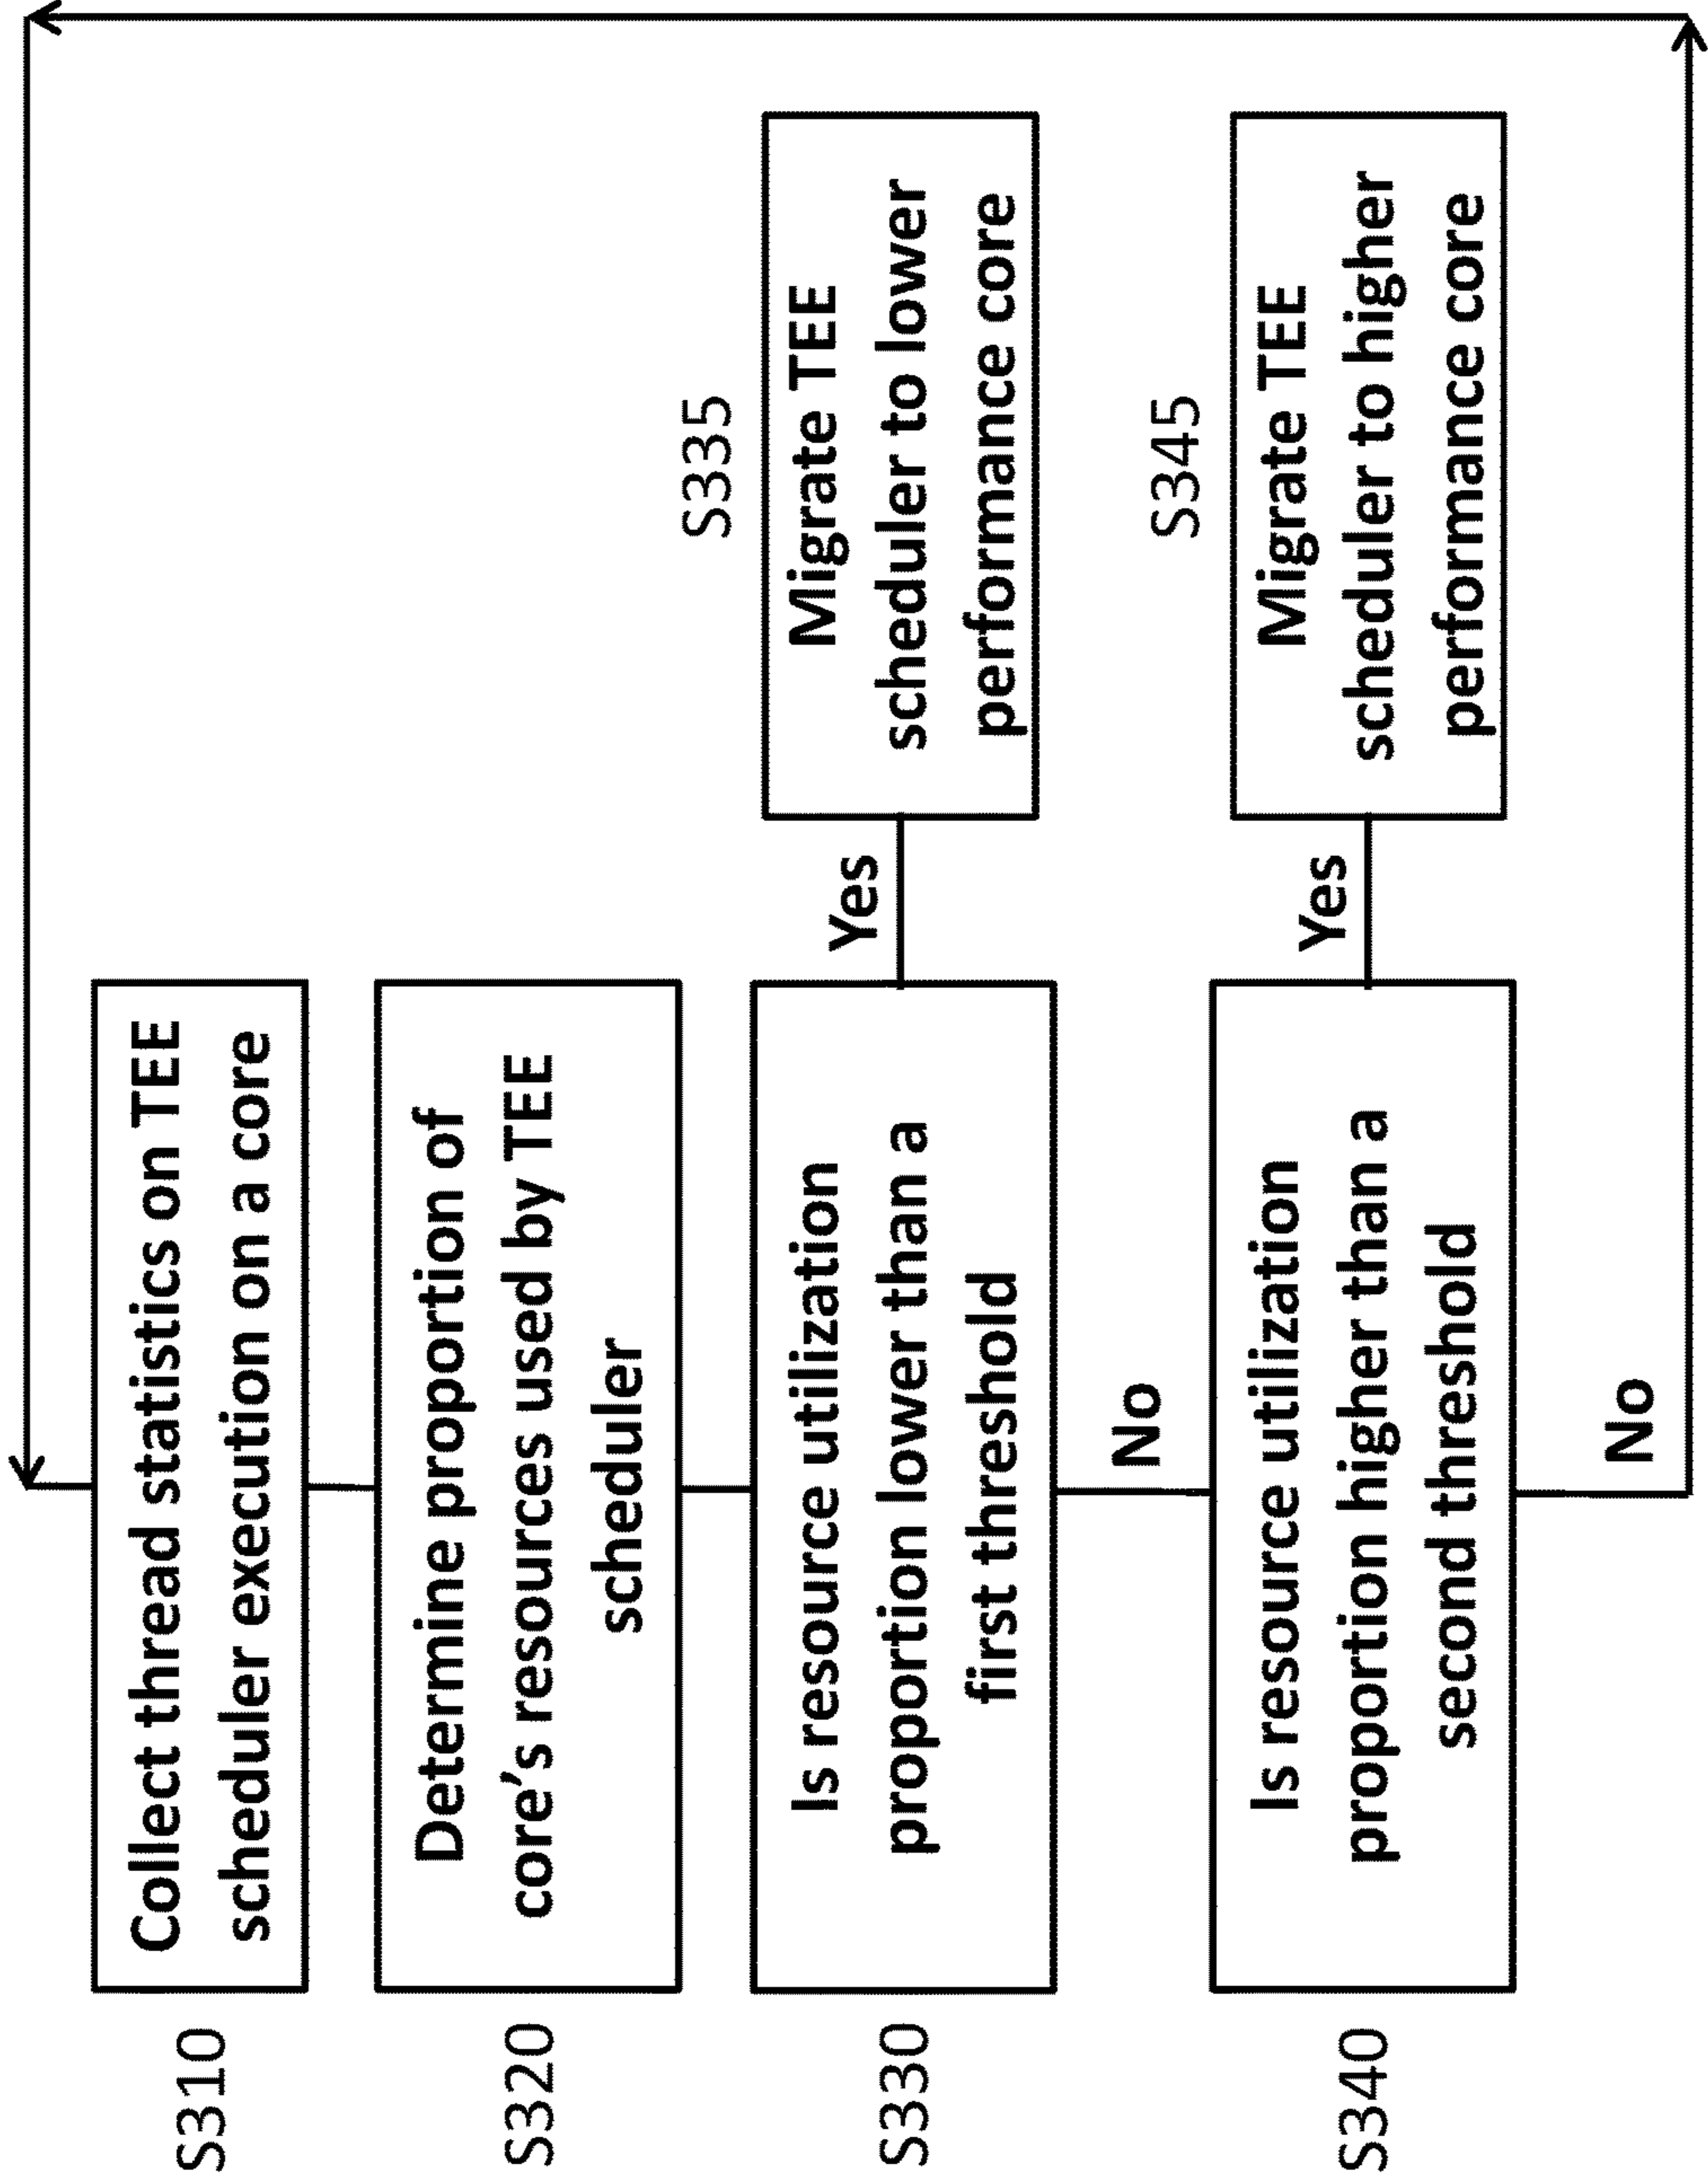 S310
Collect thread statistics on TEE
scheduler execution on a core
S320
Determine proportion of
core's resources used by TEE
scheduler
S330
Is resource utilization
proportion lower than a
first threshold
Yes
S335
Migrate TEE
scheduler to lower
performance core
No
S340
Is resource utilization
proportion higher than a
second threshold
Yes
S345
Migrate TEE
scheduler to higher
performance core
No